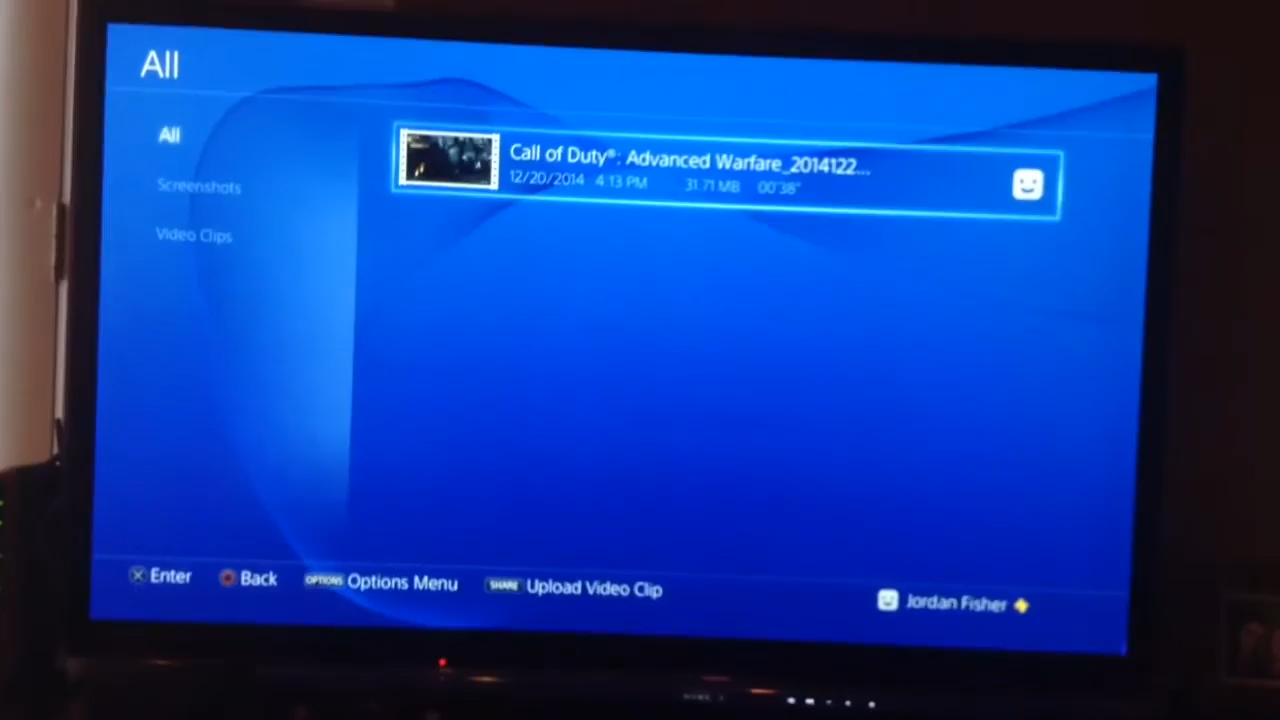 All
All
Screenshots
Video Clips
Call of Duty®: Advanced Warfare_2014122...
12/20/2014 4:13 PM 31.71 MB 00'38"
Enter Back OPTIONS Options Menu SHARE Upload Video Clip
Jordan Fisher